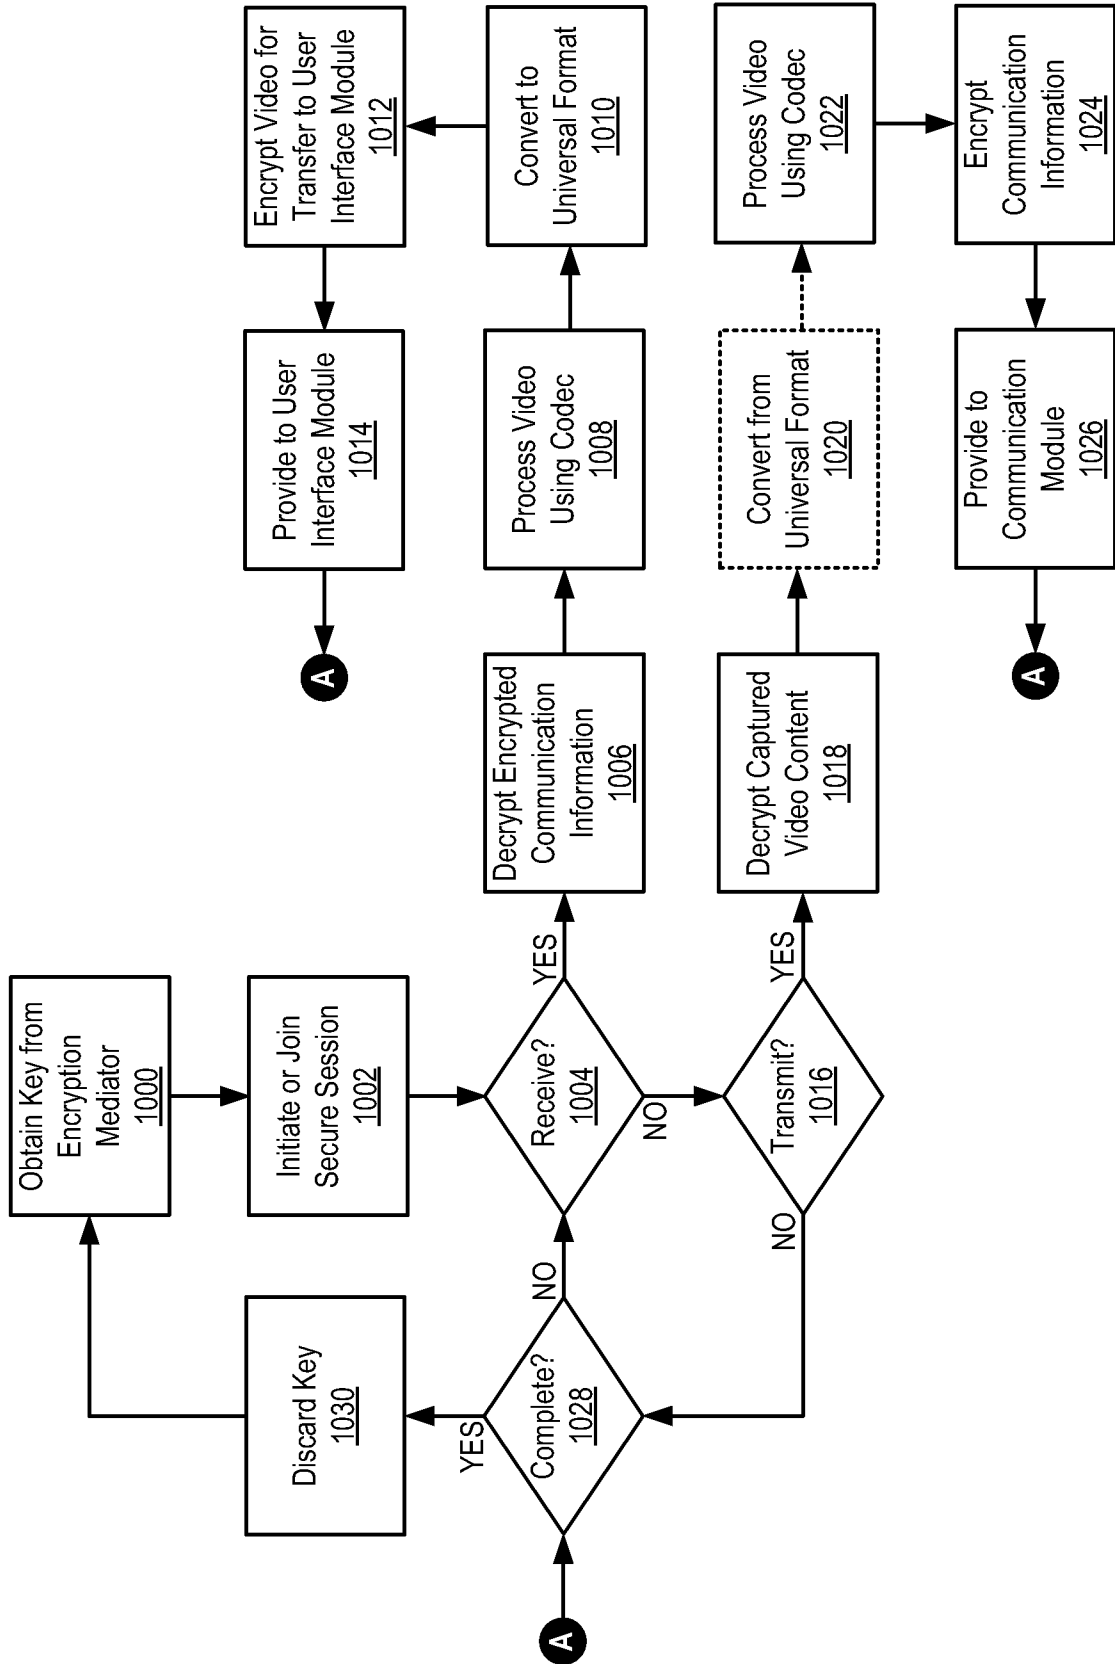 Obtain Key from
Encryption
Mediator
1000
Initiate or Join
Secure Session
1002
Receive?
1004
YES
NO
Decrypt Encrypted
Communication
Information
1006
Process Video
Using Codec
1008
Convert to
Universal Format
1010
Encrypt Video for
Transfer to User
Interface Module
1012
Provide to User
Interface Module
1014
A
Transmit?
1016
YES
NO
Decrypt Captured
Video Content
1018
Convert from
Universal Format
1020
Process Video
Using Codec
1022
Encrypt
Communication
Information
1024
Provide to
Communication
Module
1026
A
A
Complete?
1028
NO
YES
Discard Key
1030